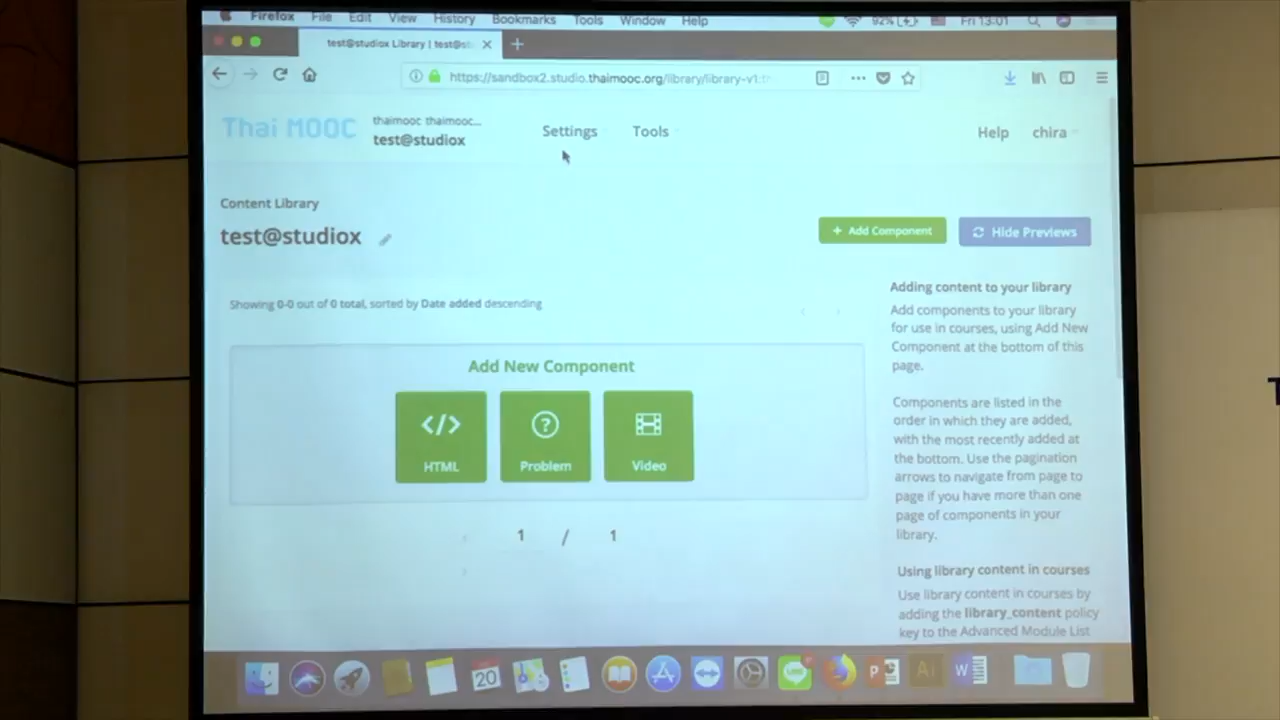 Firefox File Edit View History Bookmarks Tools Window Help 92% Fri 13:01
test@studiox Library | test@s
https://sandbox2.studio.thaimooc.org/library/library-v1:
Thai MOOC
thaimooc thaimooc...
test@studiox
Settings
Tools
Help
chira
Content Library
test@studiox
+ Add Component
Hide Previews
Showing 0-0 out of 0 total, sorted by Date added descending
Add New Component
</>
HTML
?
Problem
Video
1 / 1
Adding content to your library
Add components to your library
for use in courses, using Add New
Component at the bottom of this
page.
Components are listed in the
order in which they are added,
with the most recently added at
the bottom. Use the pagination
arrows to navigate from page to
page if you have more than one
page of components in your
library.
Using library content in courses
Use library content in courses by
adding the library_content policy
key to the Advanced Module List
20
LINE
P
Ai
W
T